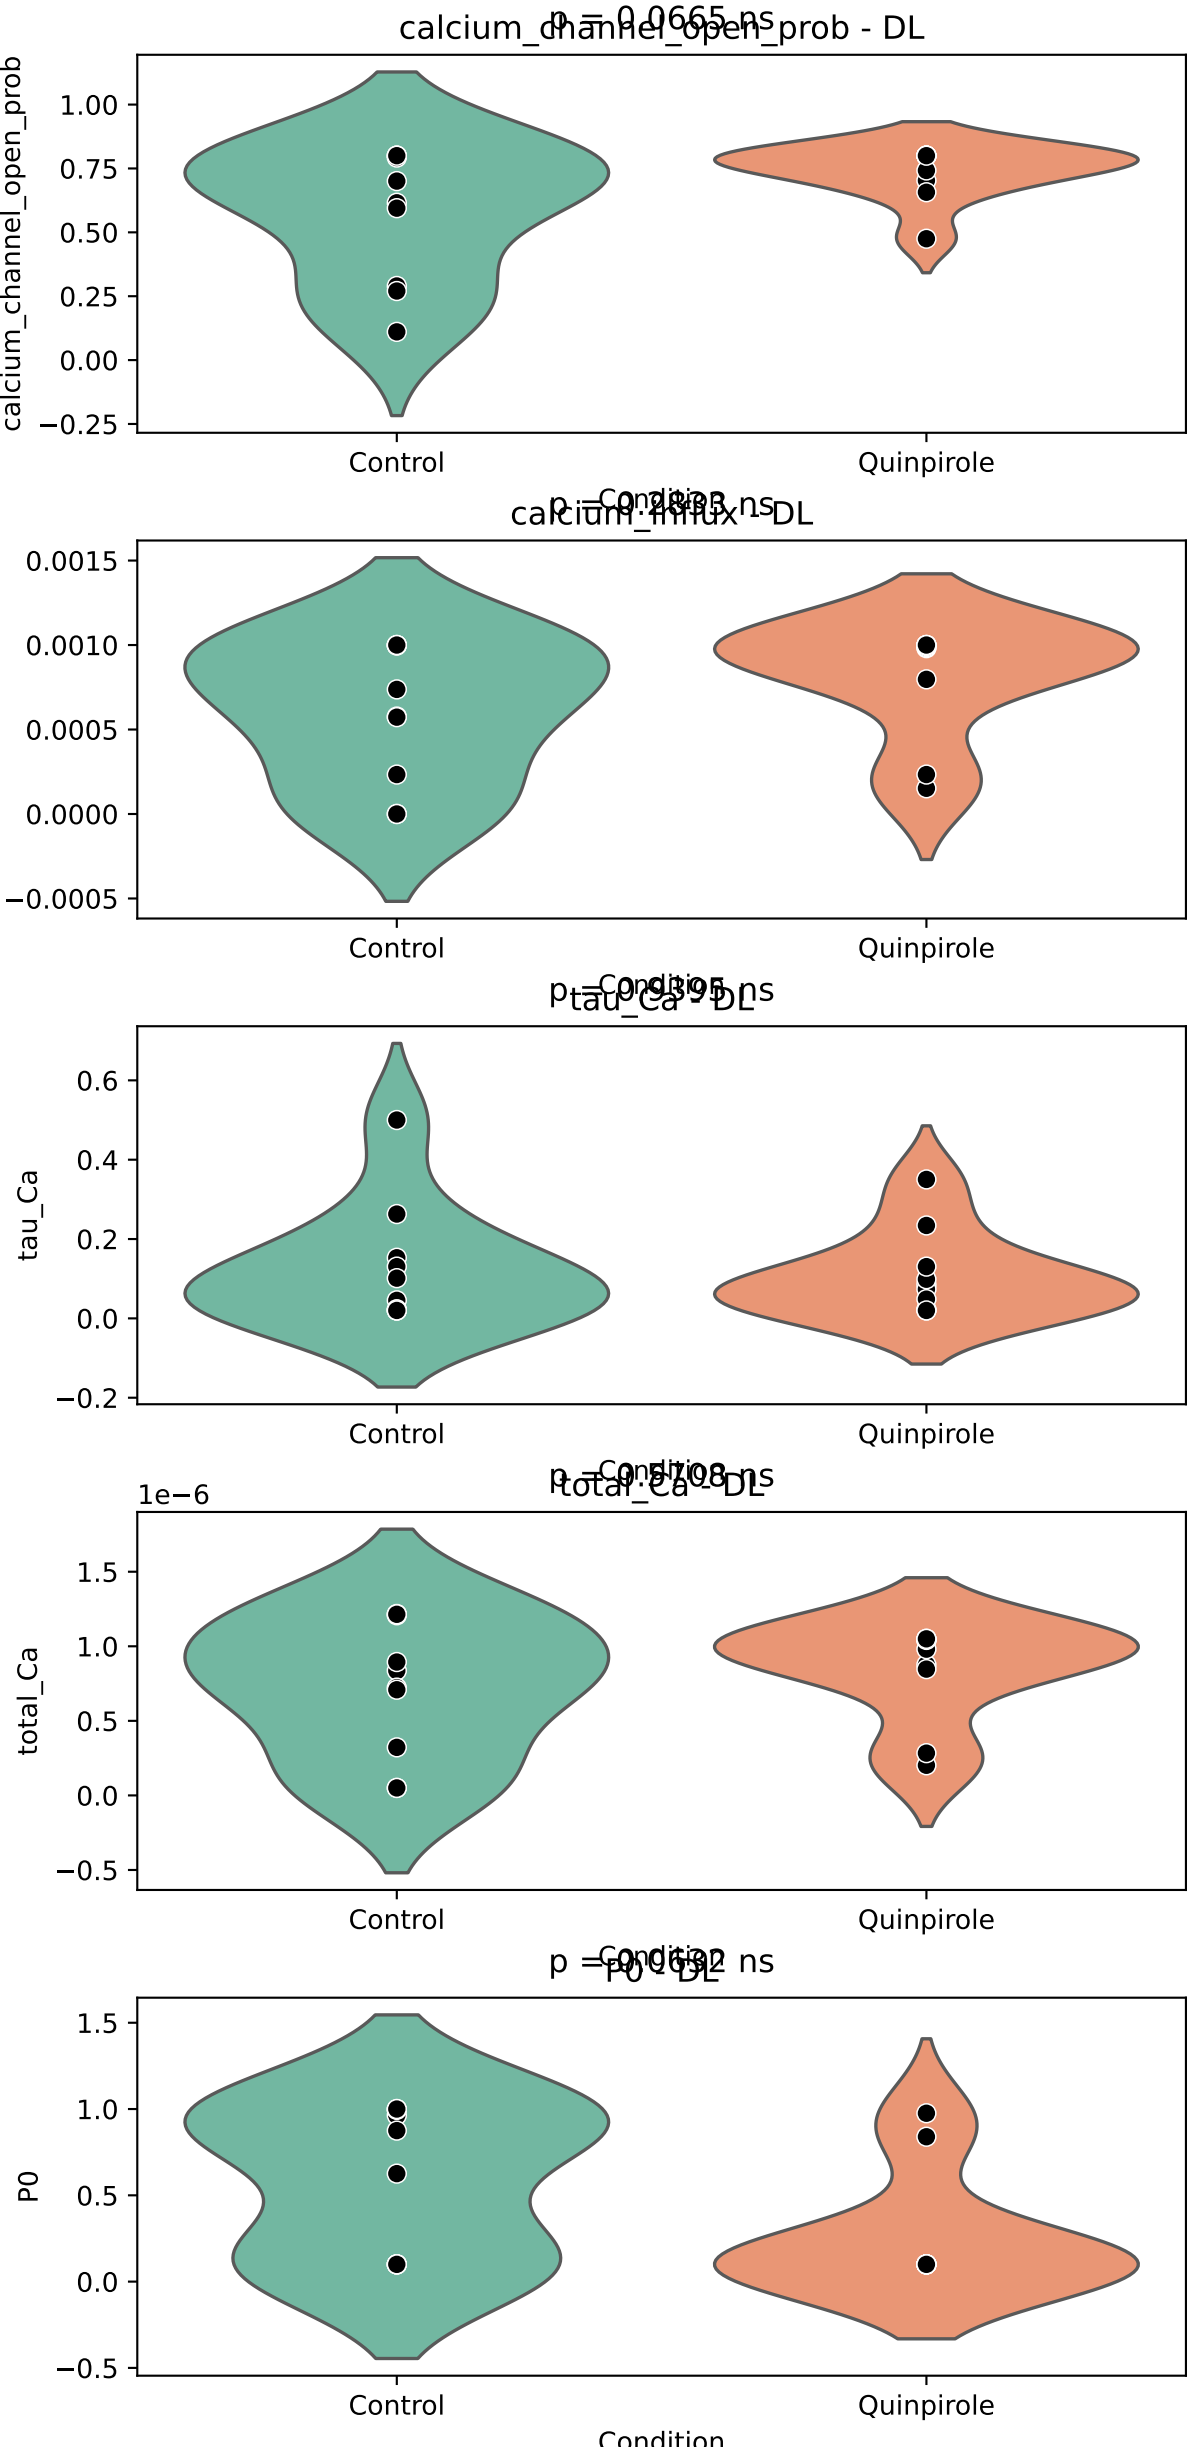 p = 0.0665 ns
calcium_channel_open_prob - DL
calcium_channel_open_prob
1.00
0.75
0.50
0.25
0.00
−0.25
Control
Quinpirole
Condition
p = 0.2833 ns
calcium_influx - DL
0.0015
0.0010
0.0005
0.0000
−0.0005
Control
Quinpirole
Condition
p = 0.9395 ns
tau_Ca - DL
tau_Ca
0.6
0.4
0.2
0.0
−0.2
Control
Quinpirole
Condition
p = 0.5708 ns
total_Ca - DL
1e−6
total_Ca
1.5
1.0
0.5
0.0
−0.5
Control
Quinpirole
Condition
p = 0.0632 ns
P0 - DL
P0
1.5
1.0
0.5
0.0
−0.5
Control
Quinpirole
Condition